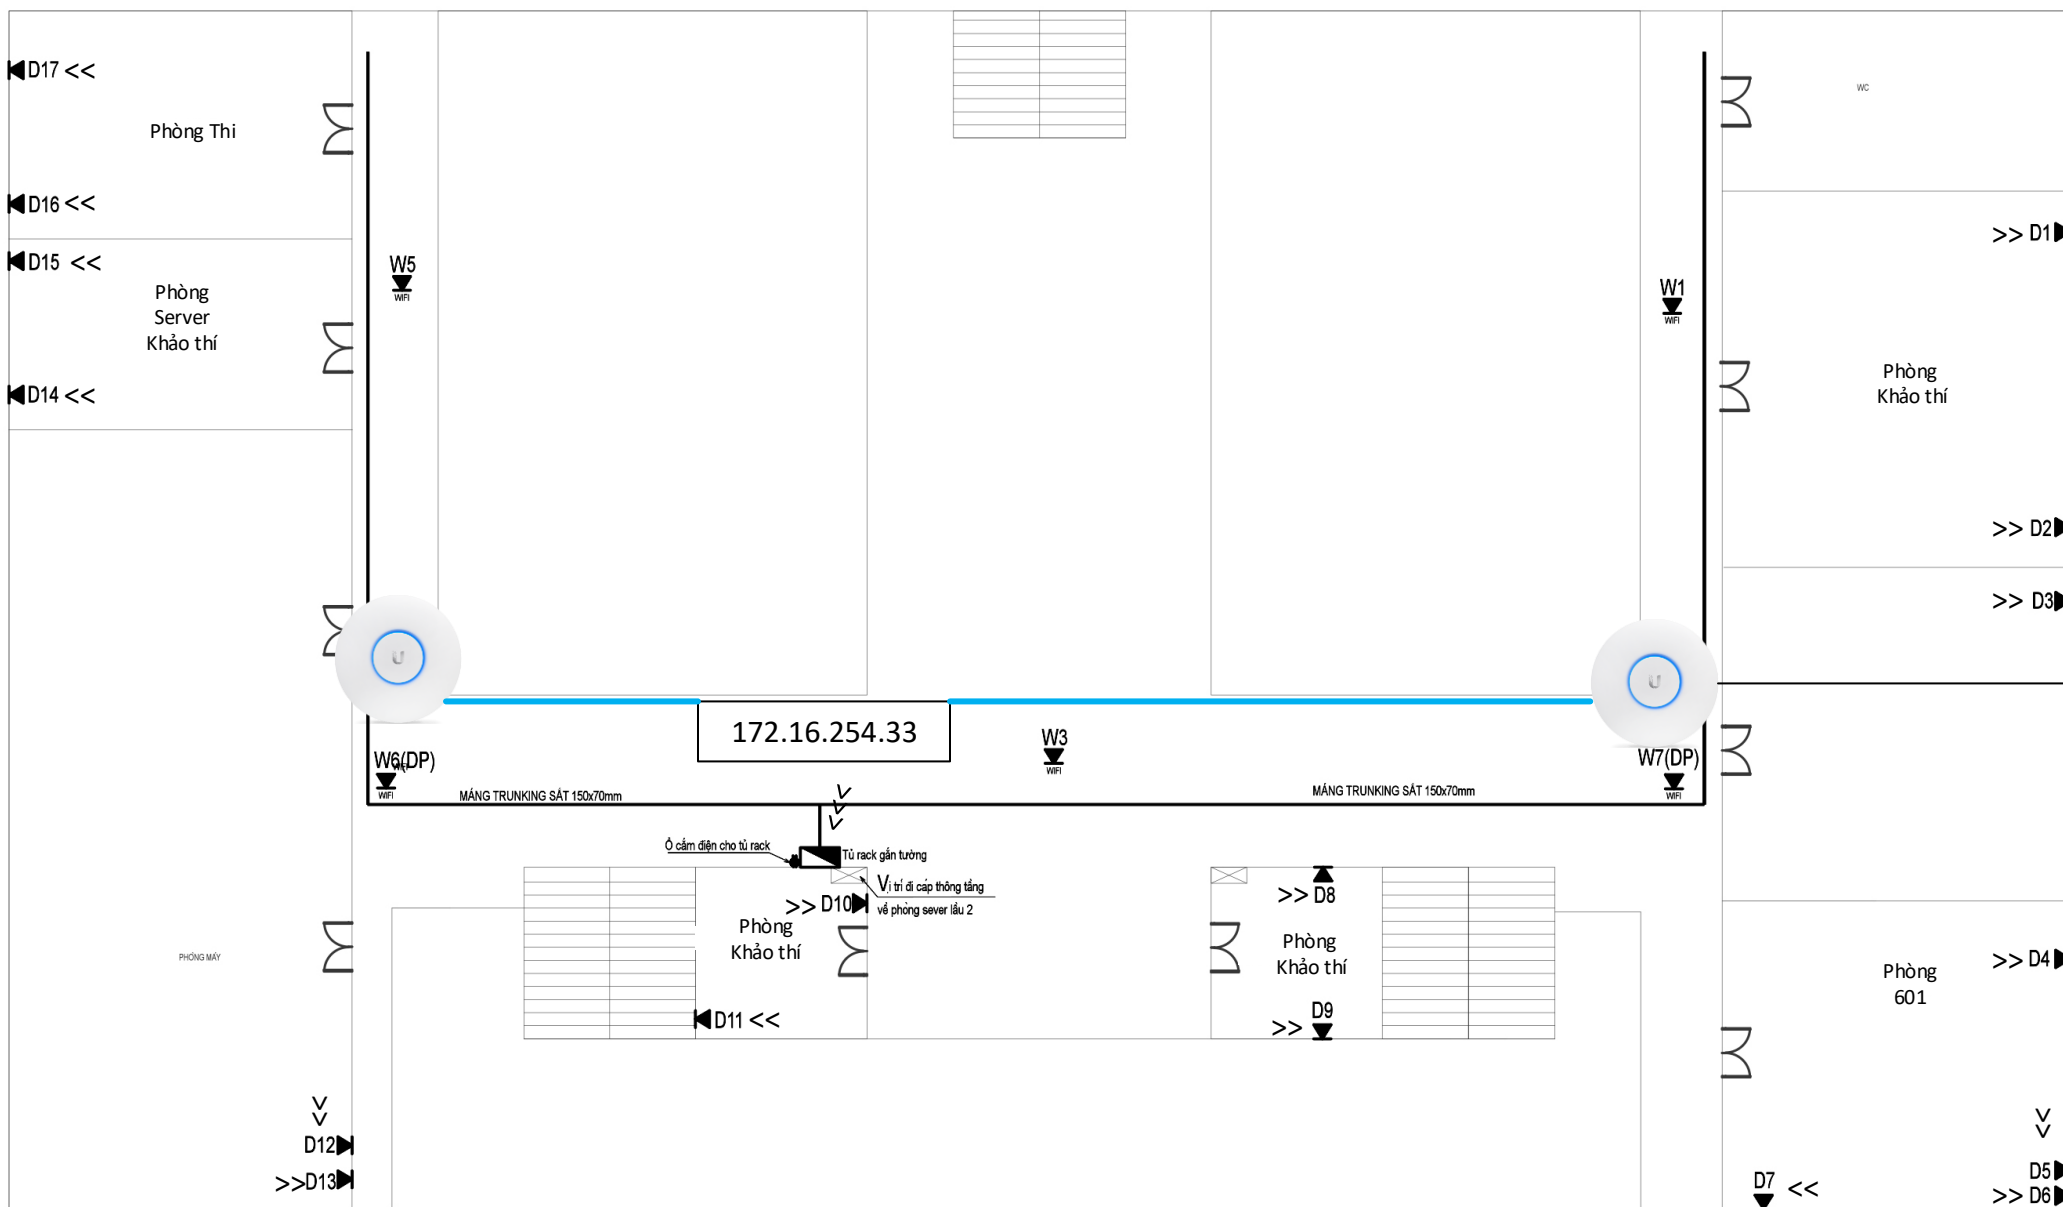 D17 <<
Phòng Thi
WC
D16 <<
>> D1
D15 <<
W5
WIFI
Phòng
Server
Khảo thí
W1
WIFI
Phòng
Khảo thí
D14 <<
>> D2
>> D3
U
U
172.16.254.33
W3
WIFI
W6(DP)
WIFI
WIFI
W7(DP)
WIFI
MÁNG TRUNKING SẮT 150x70mm
MÁNG TRUNKING SẮT 150x70mm
>>
Ổ cắm điện cho tủ rack
Tủ rack gắn tường
Vị trí đi cáp thông tầng
về phòng sever lầu 2
>> D10
Phòng
Khảo thí
>> D8
Phòng
Khảo thí
PHÒNG MÁY
>> D4
Phòng
601
D11 <<
D9
>>
>>
D12
>>D13
>>
D5
D7 <<
>> D6